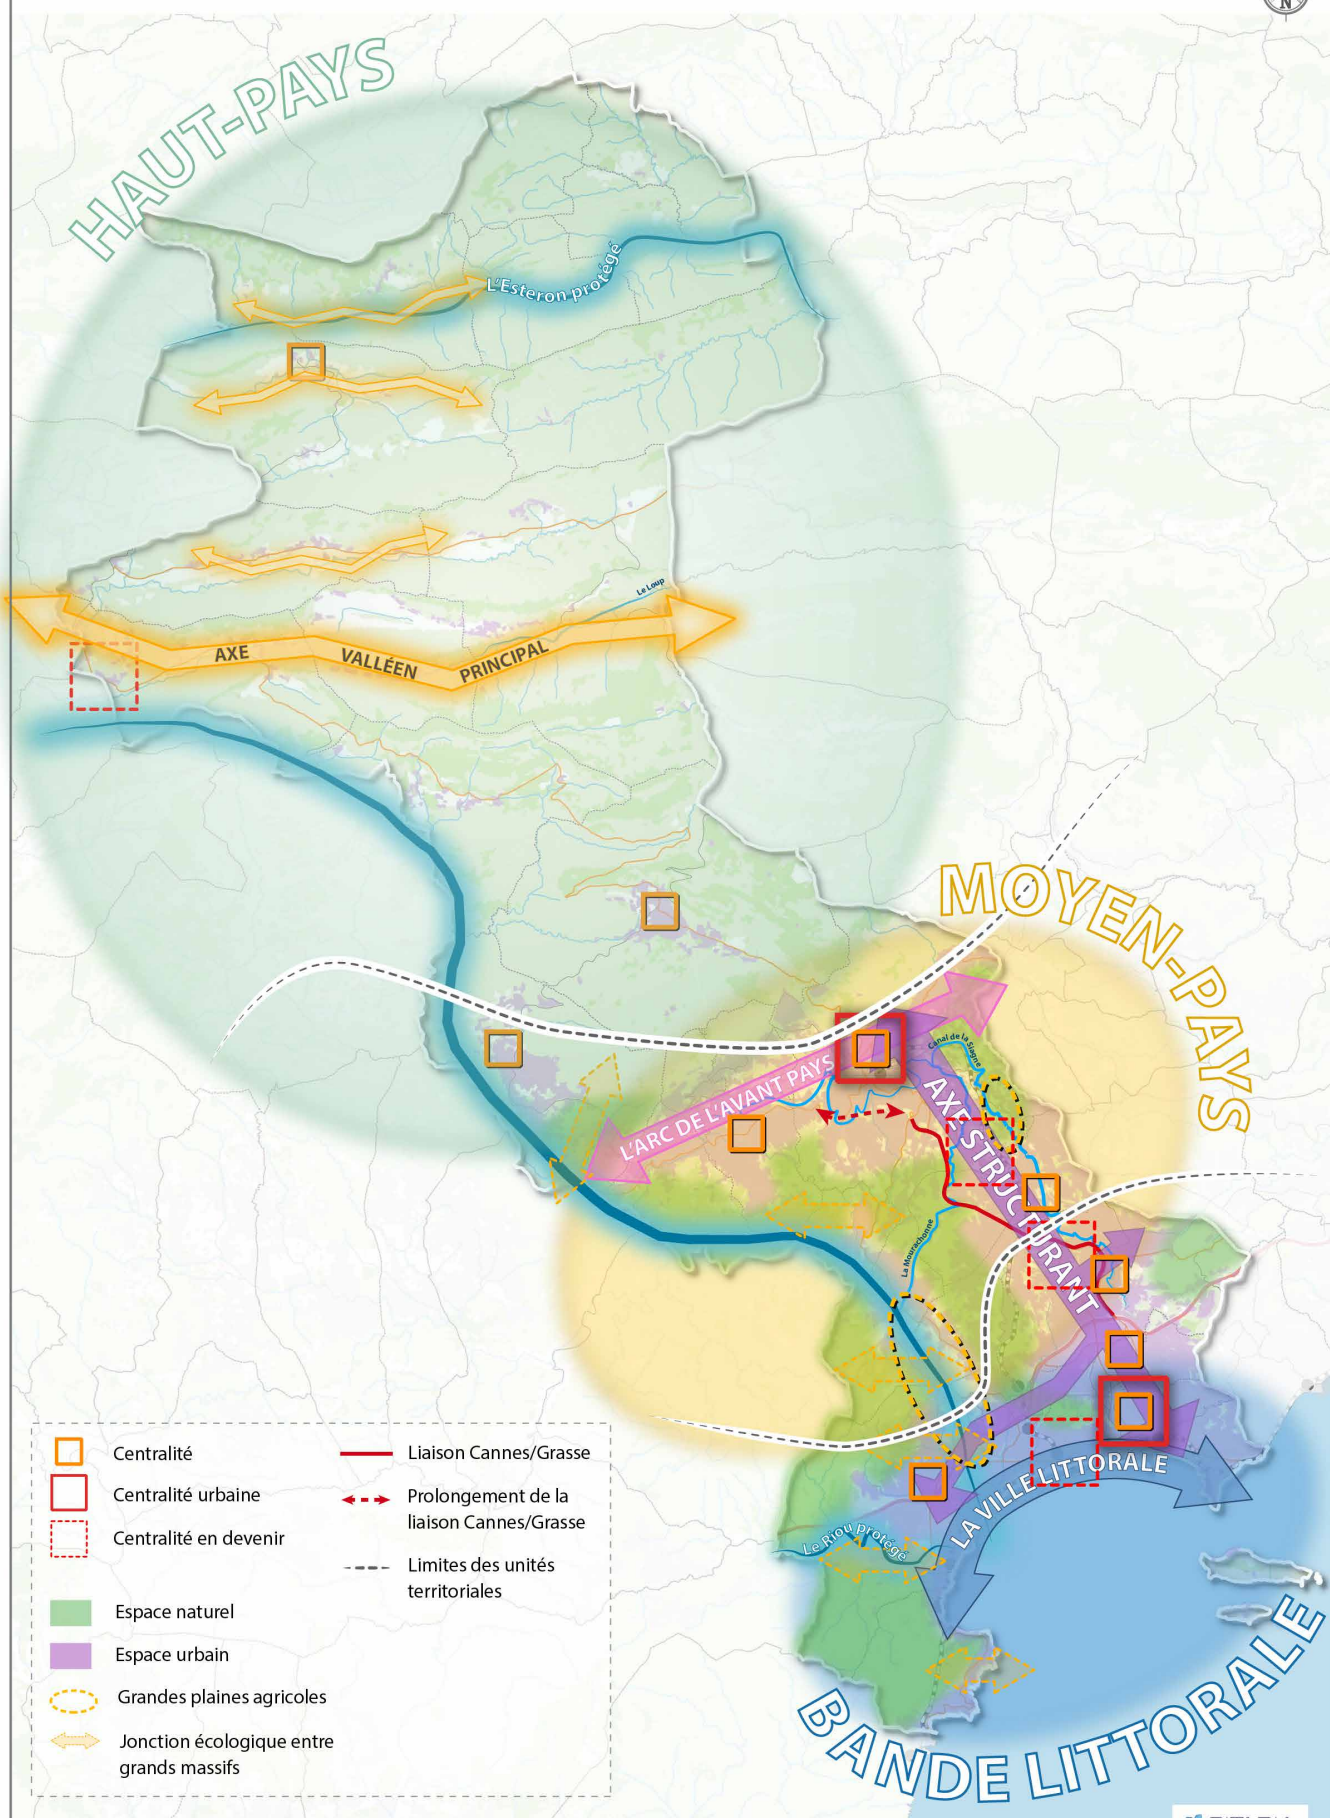 N
HAUT-PAYS
L'Esteron protégé
Le Loup
AXE VALLÉEN PRINCIPAL
MOYEN-PAYS
Canal de la Siagne
L'ARC DE L'AVANT PAYS
AXE STRUCTURANT
La Mourachonne
LA VILLE LITTORALE
Le Riou protégé
BANDE LITTORALE
Centralité
Centralité urbaine
Centralité en devenir
Espace naturel
Espace urbain
Grandes plaines agricoles
Jonction écologique entre
grands massifs
Liaison Cannes/Grasse
Prolongement de la
liaison Cannes/Grasse
Limites des unités
territoriales